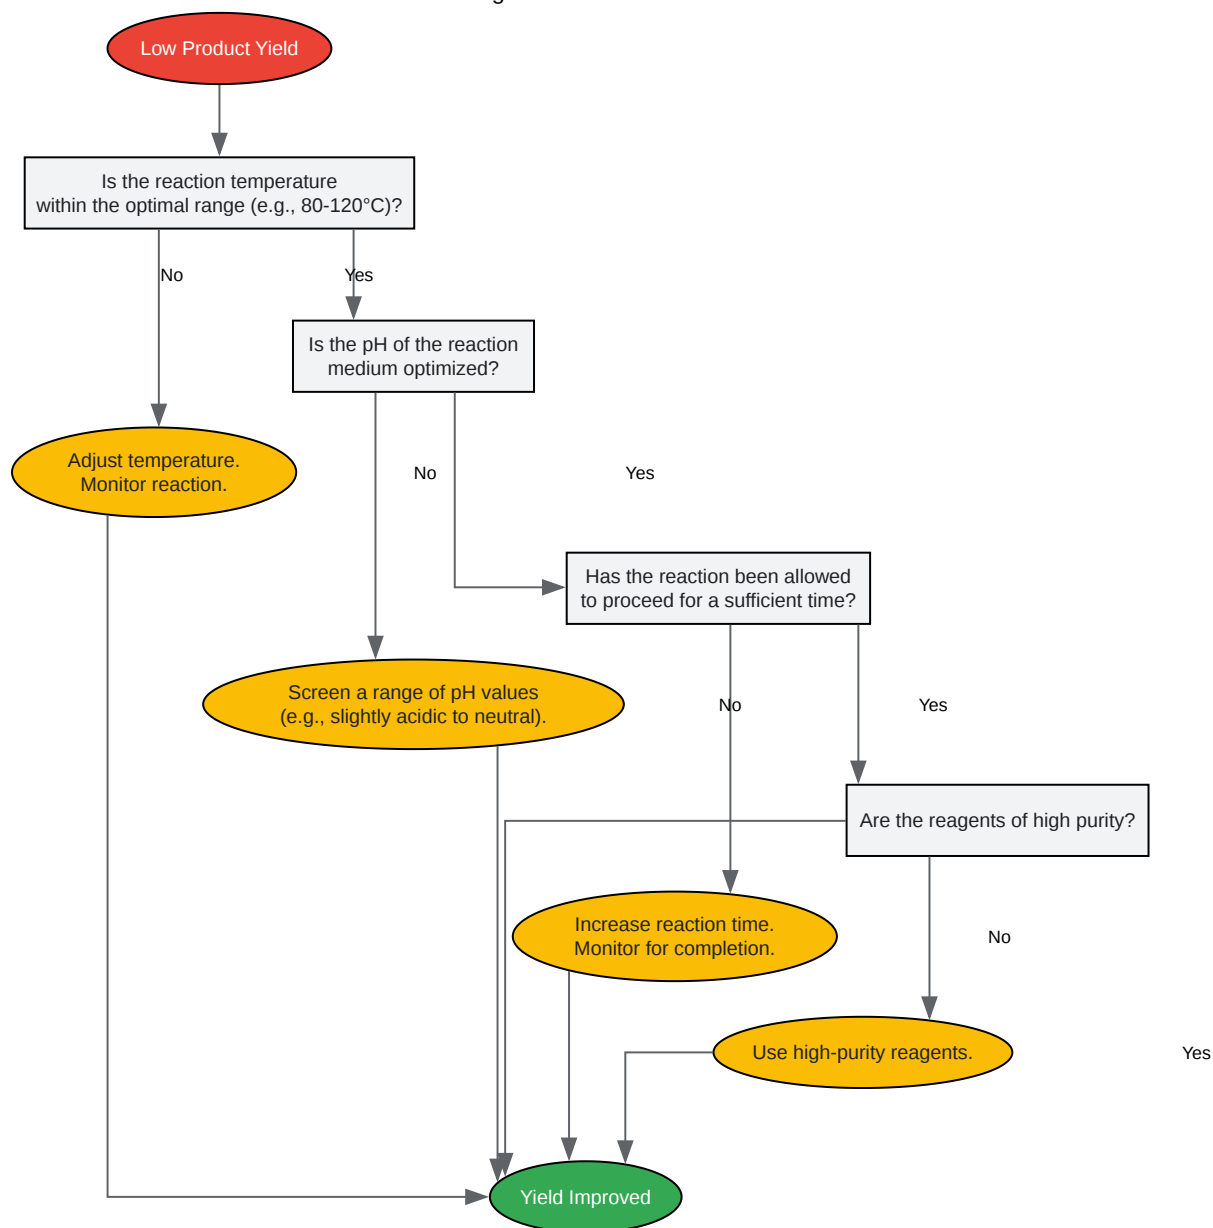 Low Product Yield
Is the reaction temperature
within the optimal range (e.g., 80-120°C)?
No
Yes
Is the pH of the reaction
medium optimized?
Adjust temperature.
Monitor reaction.
No
Yes
Has the reaction been allowed
to proceed for a sufficient time?
Screen a range of pH values
(e.g., slightly acidic to neutral).
No
Yes
Are the reagents of high purity?
Increase reaction time.
Monitor for completion.
No
Use high-purity reagents.
Yes
Yield Improved